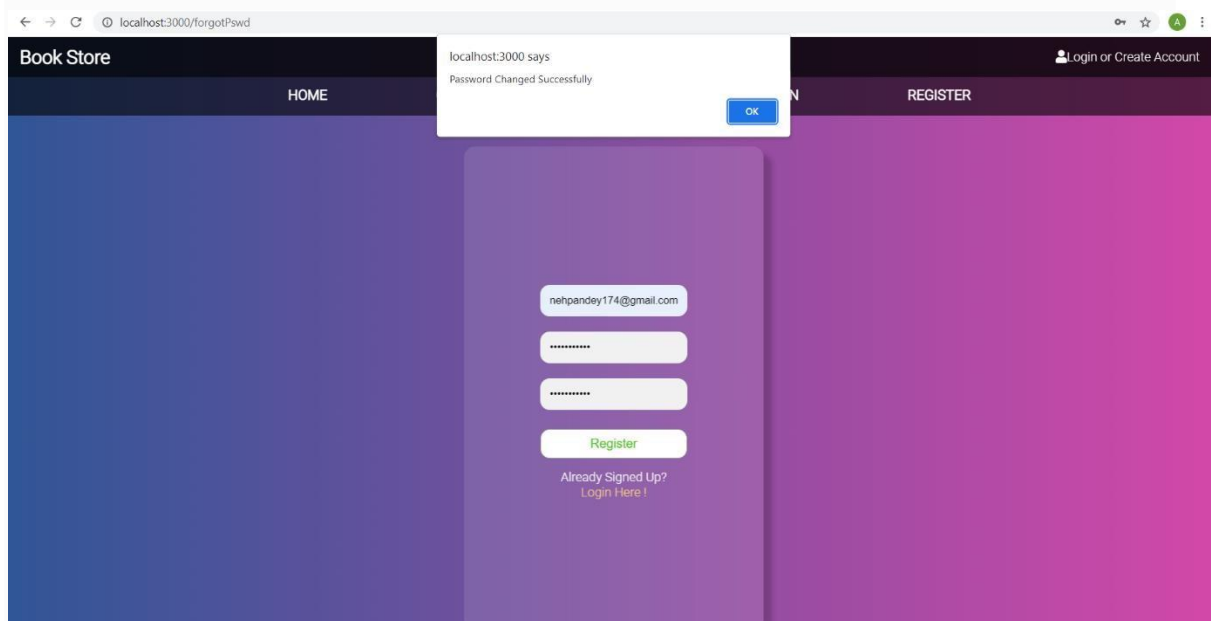 localhost:3000/forgotPswd
A
Book Store
localhost:3000 says
Password Changed Successfully
OK
Login or Create Account
HOME
REGISTER
nehpandey174@gmail.com
Register
Already Signed Up?
Login Here !